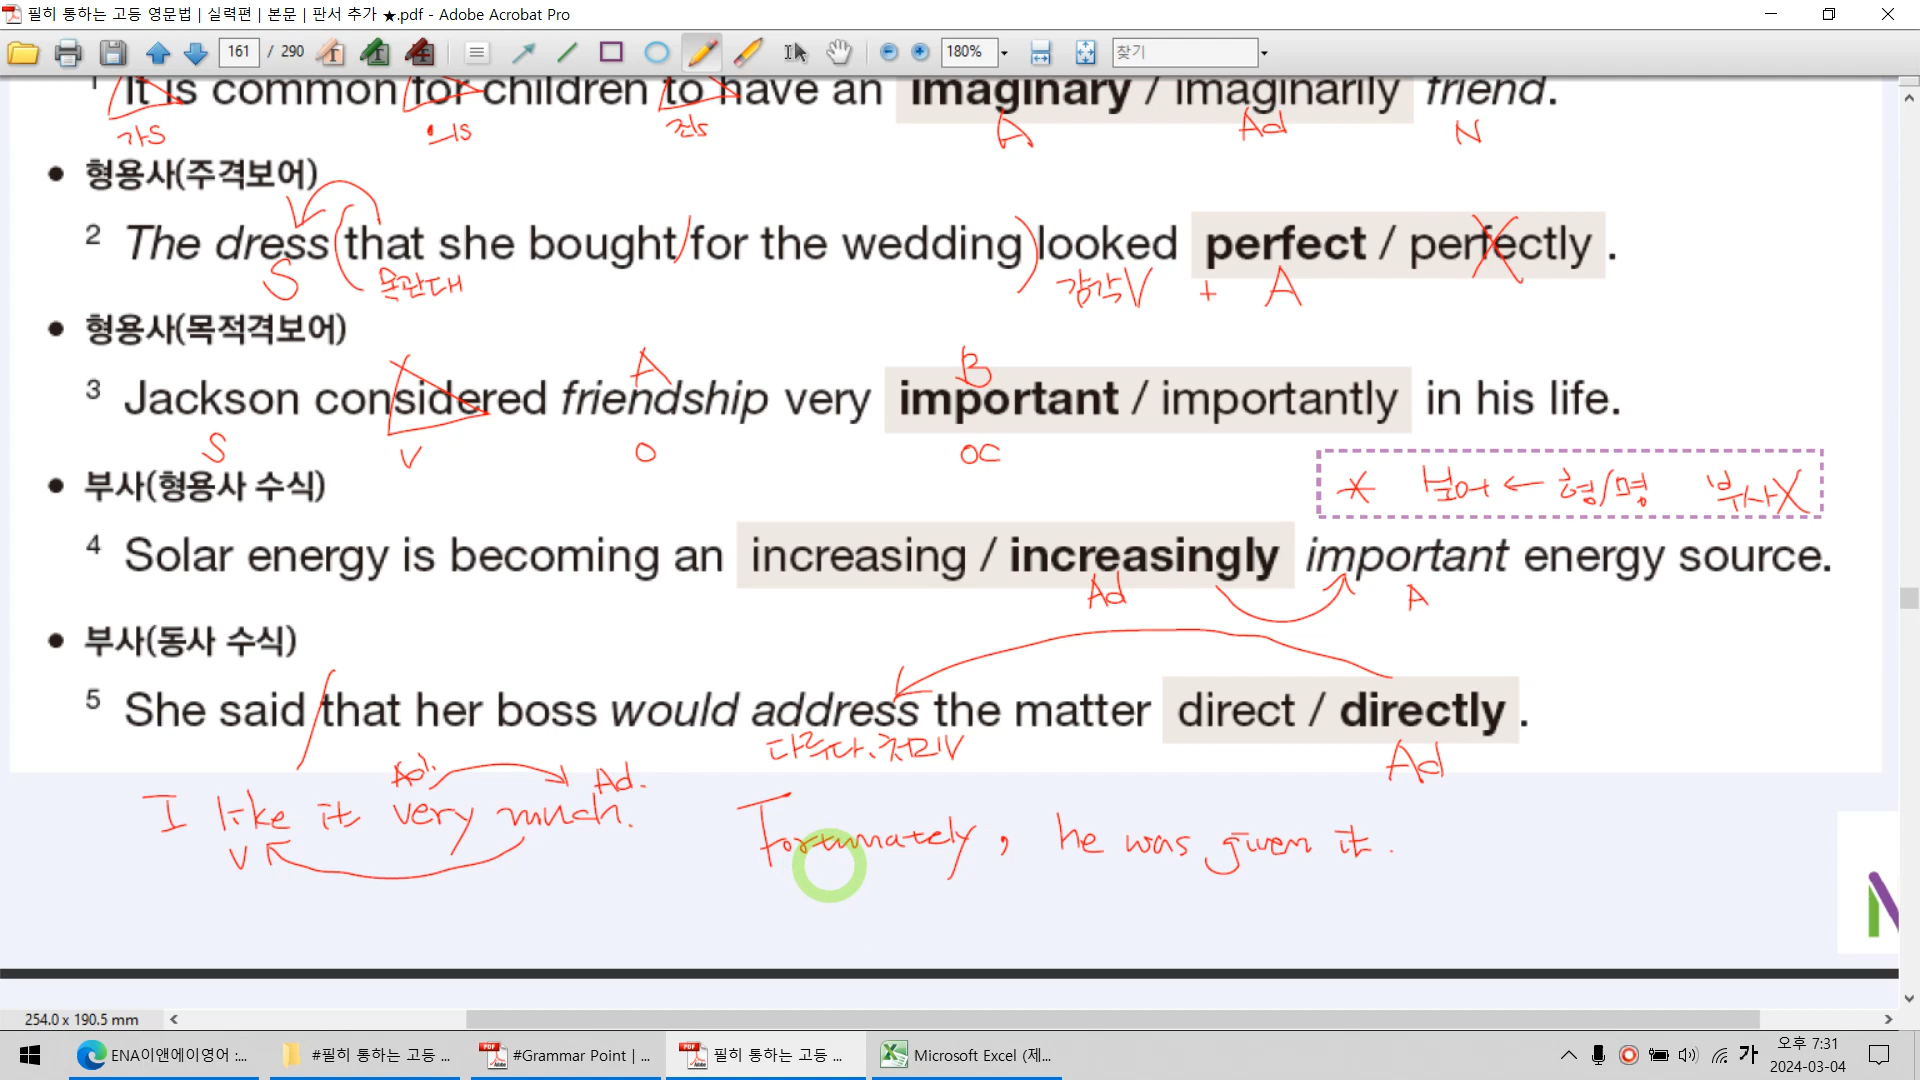 필히 통하는 고등 영문법 | 실력편 | 본문 | 판서 추가 ★.pdf - Adobe Acrobat Pro
161 / 290 180% 찾기
1 It is common for children to have an imaginary / imaginarily friend.
가S 의S 진S A Ad N
• 형용사(주격보어)
2 The dress that she bought for the wedding looked perfect / perfectly .
S 목관대 감각V + A
• 형용사(목적격보어)
A B
3 Jackson considered friendship very important / importantly in his life.
S V O OC
• 부사(형용사 수식) * 보어 ← 형/명 부사X
4 Solar energy is becoming an increasing / increasingly important energy source.
Ad A
• 부사(동사 수식)
5 She said that her boss would address the matter direct / directly .
다루다. 처리V Ad
Ad. Ad.
I like it very much. Fortunately, he was given it.
V
254.0 x 190.5 mm
ENA이앤에이영어 :... #필히 통하는 고등 ... #Grammar Point | ... 필히 통하는 고등 ... Microsoft Excel (제... 가 오후 7:31
2024-03-04